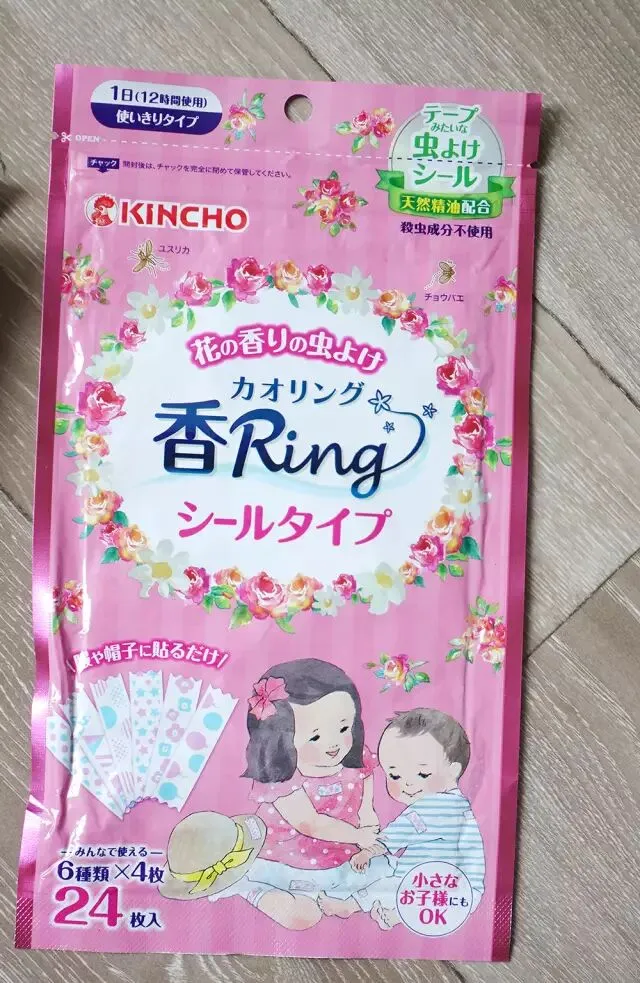 1日(12時間使用)
使いきりタイプ
OPEN
チャック
開封後は、チャックを完全に閉めて保管してください。
テープ
みたいな
虫よけ
シール
天然精油配合
殺虫成分不使用
KINCHO
ユスリカ
チョウバエ
花の香りの虫よけ
カオリング
香Ring
シールタイプ
服や帽子に貼るだけ
みんなで使える
6種類×4枚
24枚入
小さな
お子様にも
OK